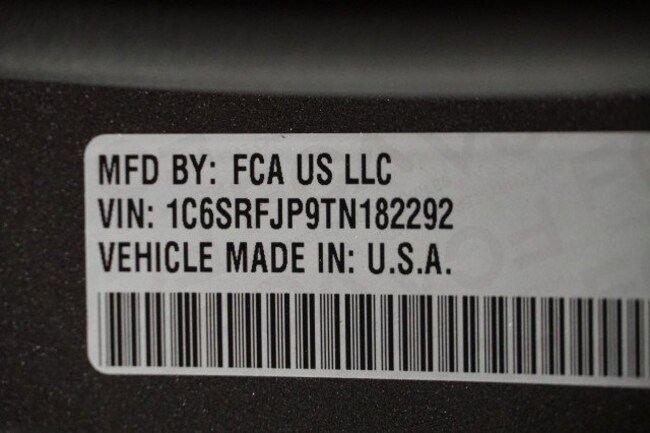 MFD BY: FCA US LLC
VIN: 1C6SRFJP9TN182292
VEHICLE MADE IN: U.S.A.